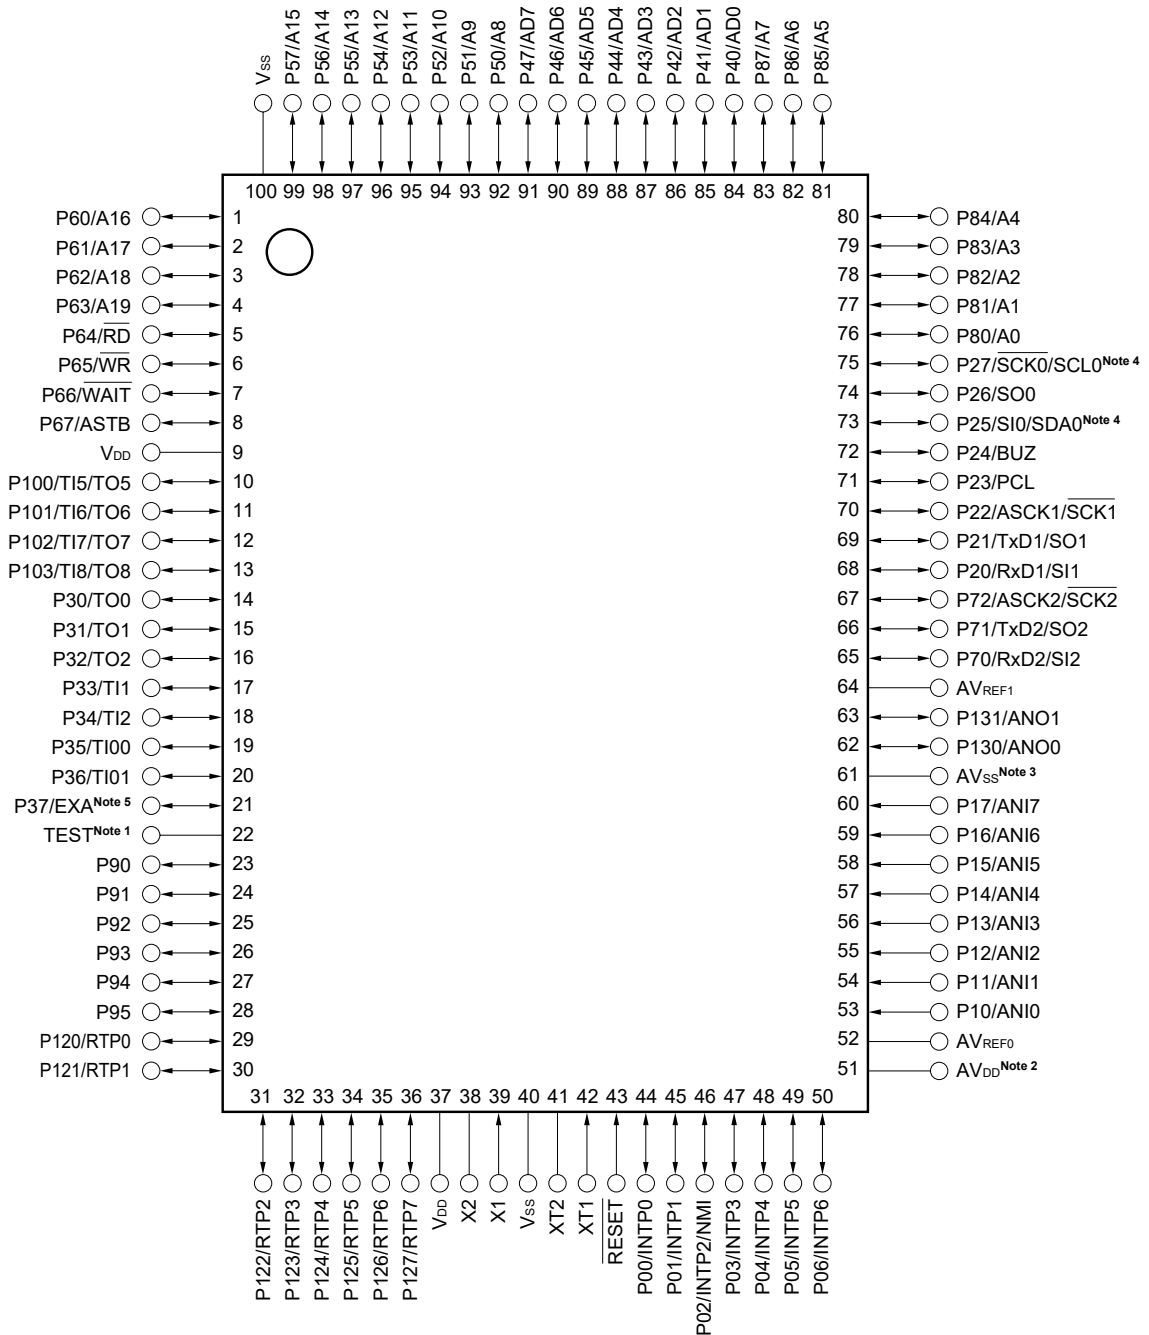 Vss
P57/A15
P56/A14
P55/A13
P54/A12
P53/A11
P52/A10
P51/A9
P50/A8
P47/AD7
P46/AD6
P45/AD5
P44/AD4
P43/AD3
P42/AD2
P41/AD1
P40/AD0
P87/A7
P86/A6
P85/A5
100 99 98 97 96 95 94 93 92 91 90 89 88 87 86 85 84 83 82 81
P60/A16 1
P61/A17 2
P62/A18 3
P63/A19 4
P64/RD 5
P65/WR 6
P66/WAIT 7
P67/ASTB 8
VDD 9
P100/TI5/TO5 10
P101/TI6/TO6 11
P102/TI7/TO7 12
P103/TI8/TO8 13
P30/TO0 14
P31/TO1 15
P32/TO2 16
P33/TI1 17
P34/TI2 18
P35/TI00 19
P36/TI01 20
P37/EXA Note 5 21
TEST Note 1 22
P90 23
P91 24
P92 25
P93 26
P94 27
P95 28
P120/RTP0 29
P121/RTP1 30
80 P84/A4
79 P83/A3
78 P82/A2
77 P81/A1
76 P80/A0
75 P27/SCK0/SCL0 Note 4
74 P26/SO0
73 P25/SI0/SDA0 Note 4
72 P24/BUZ
71 P23/PCL
70 P22/ASCK1/SCK1
69 P21/TxD1/SO1
68 P20/RxD1/SI1
67 P72/ASCK2/SCK2
66 P71/TxD2/SO2
65 P70/RxD2/SI2
64 AVREF1
63 P131/ANO1
62 P130/ANO0
61 AVSS Note 3
60 P17/ANI7
59 P16/ANI6
58 P15/ANI5
57 P14/ANI4
56 P13/ANI3
55 P12/ANI2
54 P11/ANI1
53 P10/ANI0
52 AVREF0
51 AVDD Note 2
31 32 33 34 35 36 37 38 39 40 41 42 43 44 45 46 47 48 49 50
P122/RTP2
P123/RTP3
P124/RTP4
P125/RTP5
P126/RTP6
P127/RTP7
VDD
X2
X1
VSS
XT2
XT1
RESET
P00/INTP0
P01/INTP1
P02/INTP2/NMI
P03/INTP3
P04/INTP4
P05/INTP5
P06/INTP6